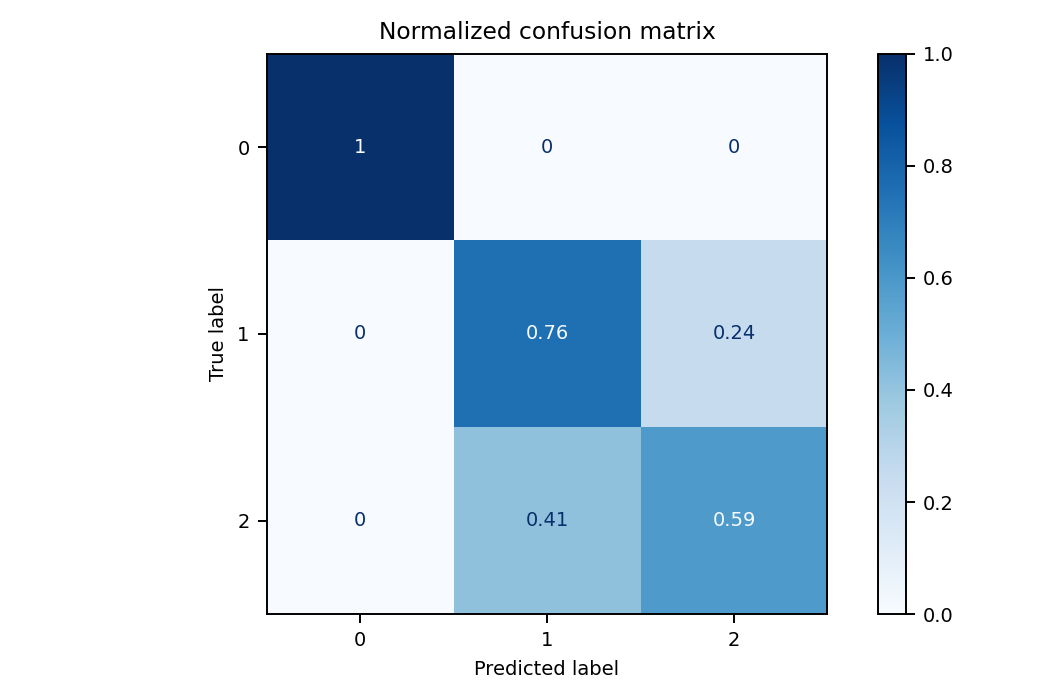 Normalized confusion matrix
1.0
0 1 0 0
0.8
0.6
True label
1 0 0.76 0.24
0.4
0.2
2 0 0.41 0.59
0.0
0 1 2
Predicted label